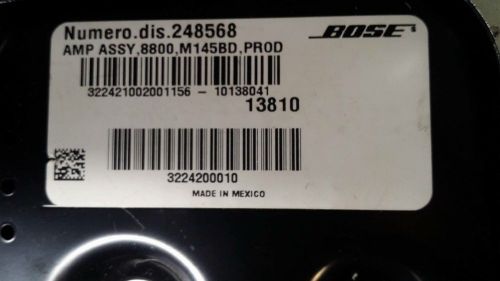 Numero.dis.248568
BOSE
AMP ASSY,8800,M145BD,PROD
322421002001156 - 10138041
13810
3224200010
MADE IN MEXICO